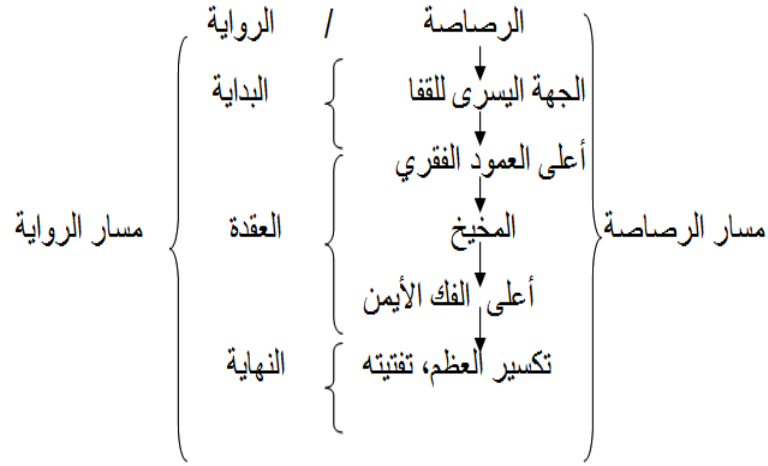 الرصاصة / الرواية
الجهة اليسرى للقفا البداية
أعلى العمود الفقري
مسار الرصاصة المخيخ العقدة مسار الرواية
أعلى الفك الأيمن
تكسير العظم، تفتيته النهاية